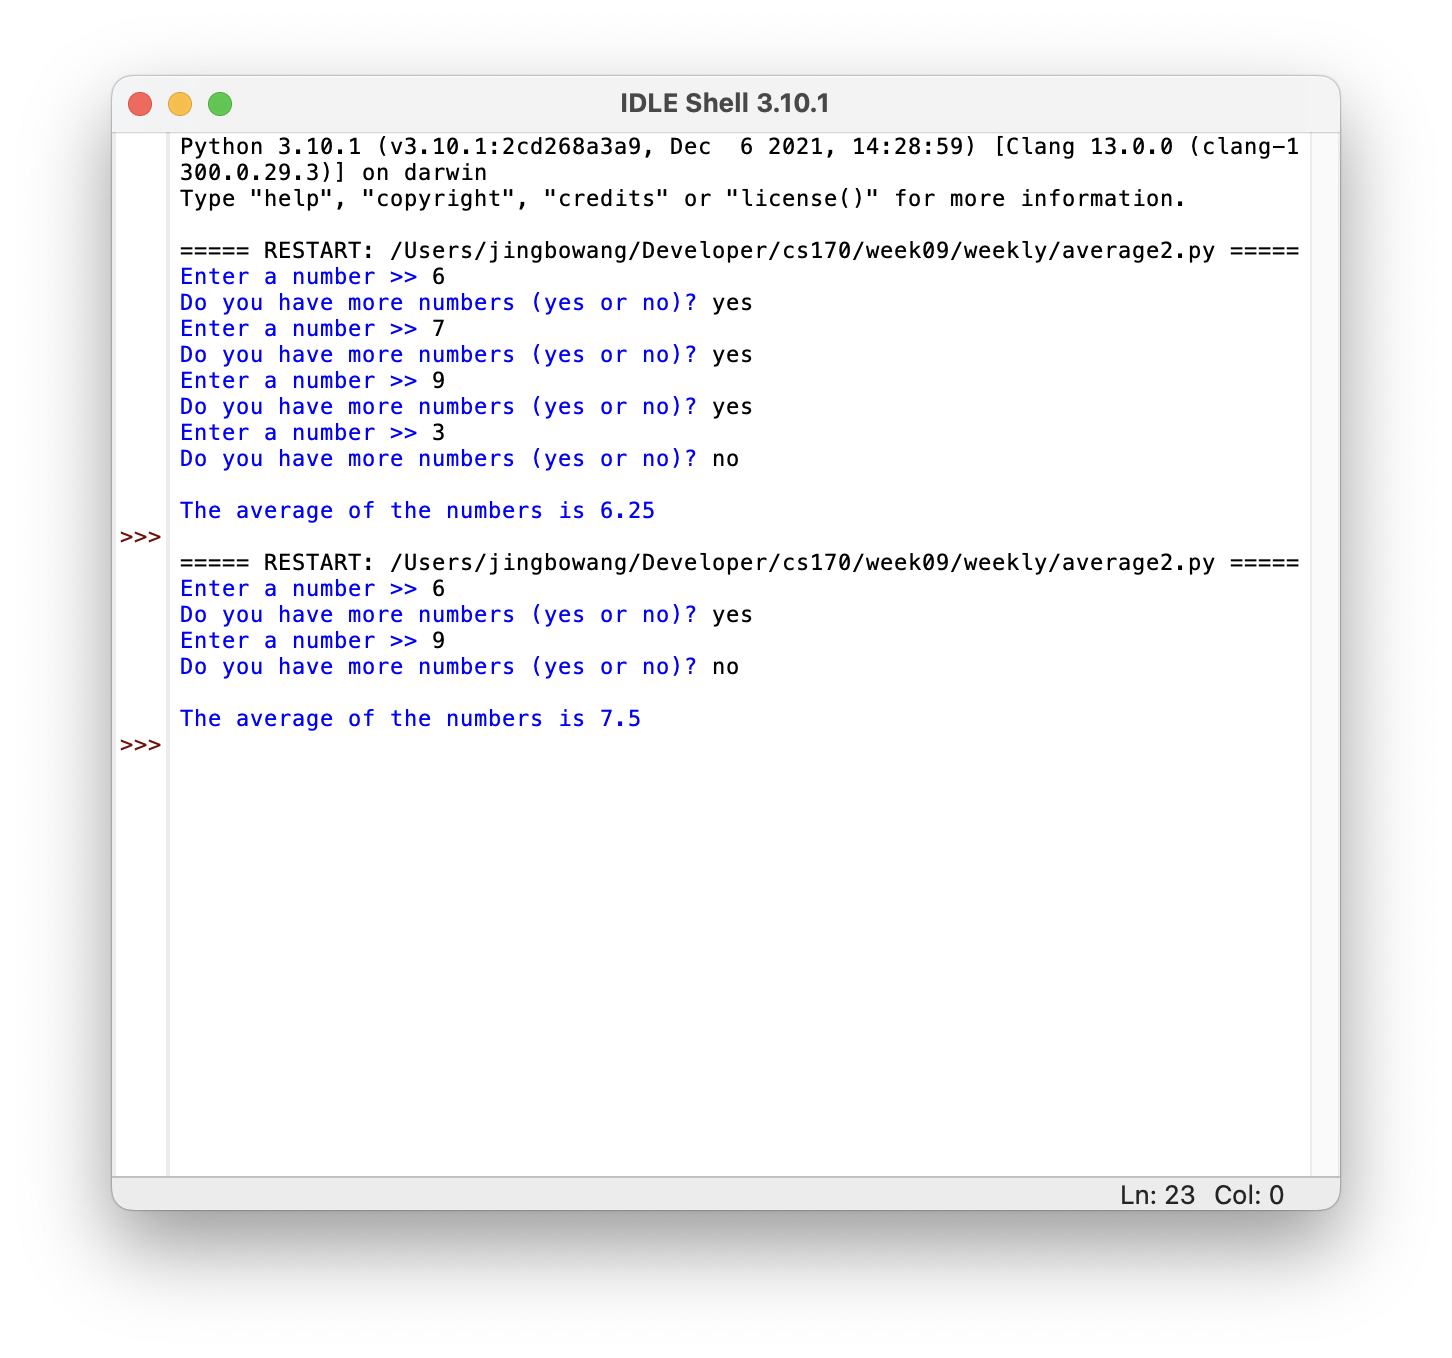 IDLE Shell 3.10.1
Python 3.10.1 (v3.10.1:2cd268a3a9, Dec  6 2021, 14:28:59) [Clang 13.0.0 (clang-1
300.0.29.3)] on darwin
Type "help", "copyright", "credits" or "license()" for more information.
===== RESTART: /Users/jingbowang/Developer/cs170/week09/weekly/average2.py =====
Enter a number >> 6
Do you have more numbers (yes or no)? yes
Enter a number >> 7
Do you have more numbers (yes or no)? yes
Enter a number >> 9
Do you have more numbers (yes or no)? yes
Enter a number >> 3
Do you have more numbers (yes or no)? no
The average of the numbers is 6.25
>>>
===== RESTART: /Users/jingbowang/Developer/cs170/week09/weekly/average2.py =====
Enter a number >> 6
Do you have more numbers (yes or no)? yes
Enter a number >> 9
Do you have more numbers (yes or no)? no
The average of the numbers is 7.5
>>>
Ln: 23  Col: 0